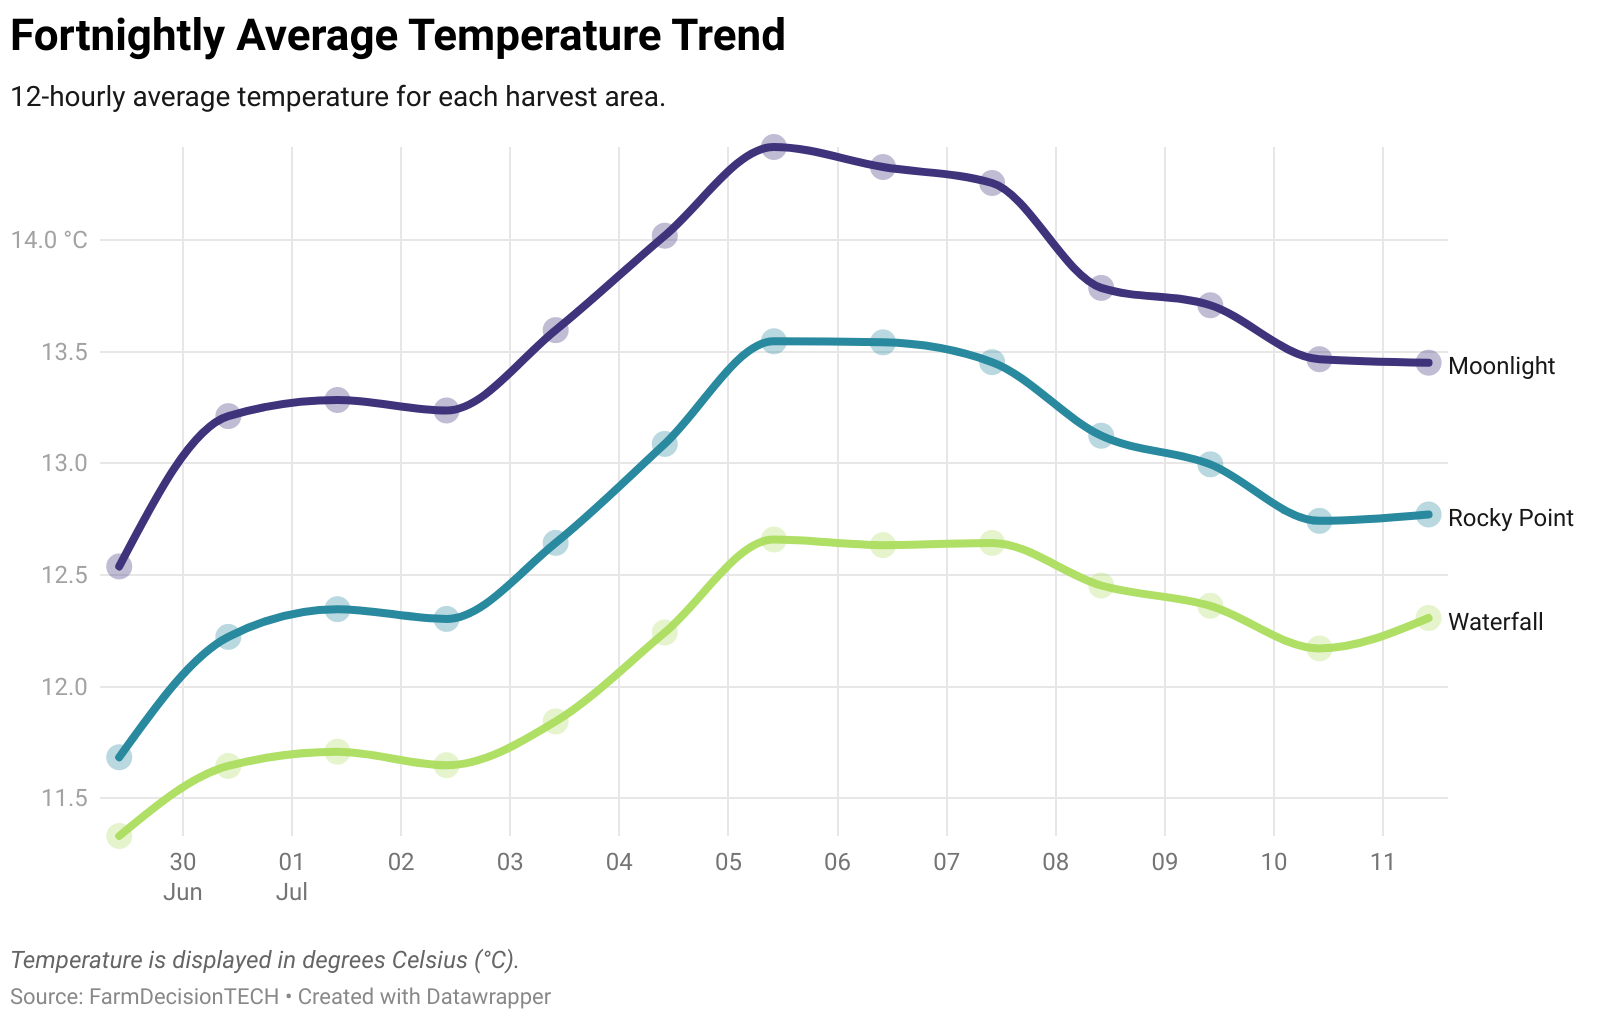 Fortnightly Average Temperature Trend
12-hourly average temperature for each harvest area.
14.0 °C
13.5
13.0
12.5
12.0
11.5
Moonlight
Rocky Point
Waterfall
30 01 02 03 04 05 06 07 08 09 10 11
Jun Jul
Temperature is displayed in degrees Celsius (°C).
Source: FarmDecisionTECH • Created with Datawrapper